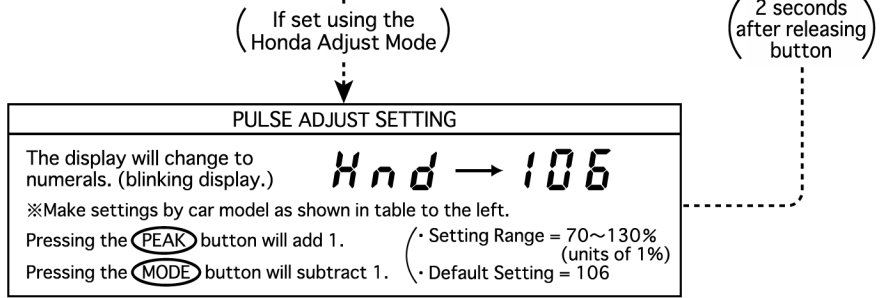 If set using the
Honda Adjust Mode
2 seconds
after releasing
button
PULSE ADJUST SETTING
The display will change to
numerals. (blinking display.)
Hnd → 106
※Make settings by car model as shown in table to the left.
Pressing the PEAK button will add 1.
Pressing the MODE button will subtract 1.
・Setting Range = 70～130%
(units of 1%)
・Default Setting = 106